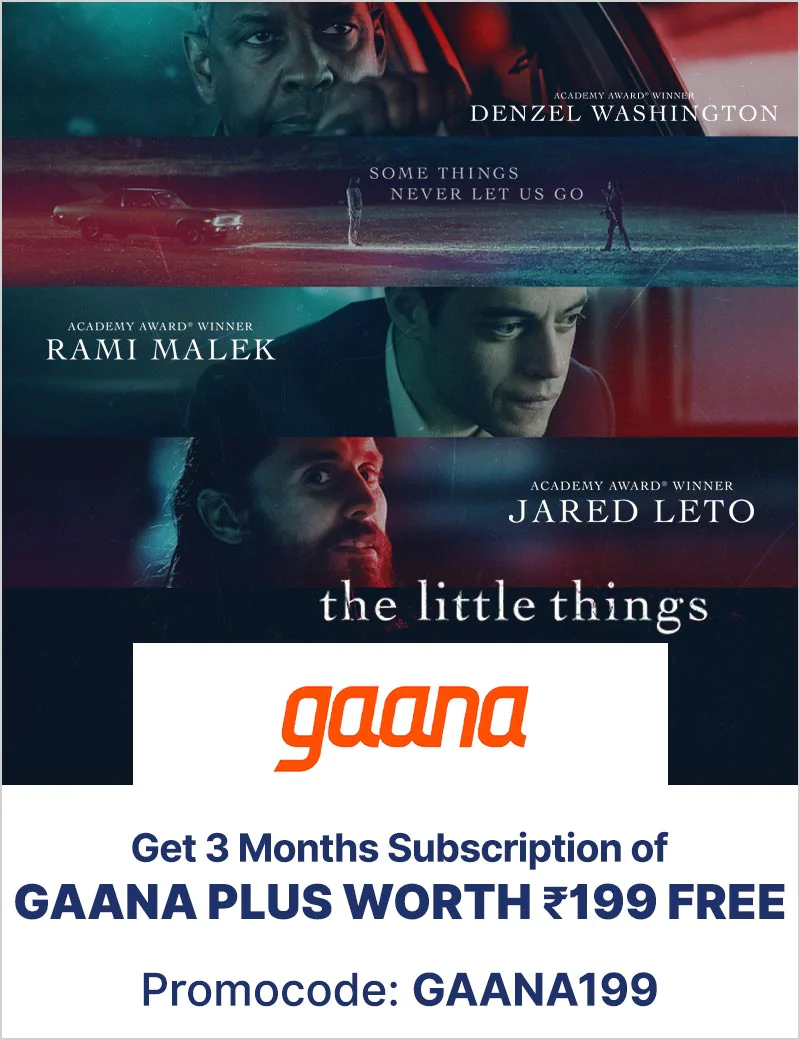 ACADEMY AWARD® WINNER
DENZEL WASHINGTON
SOME THINGS
NEVER LET US GO
ACADEMY AWARD® WINNER
RAMI MALEK
ACADEMY AWARD® WINNER
JARED LETO
the little things
gaana
Get 3 Months Subscription of
GAANA PLUS WORTH ₹199 FREE
Promocode: GAANA199